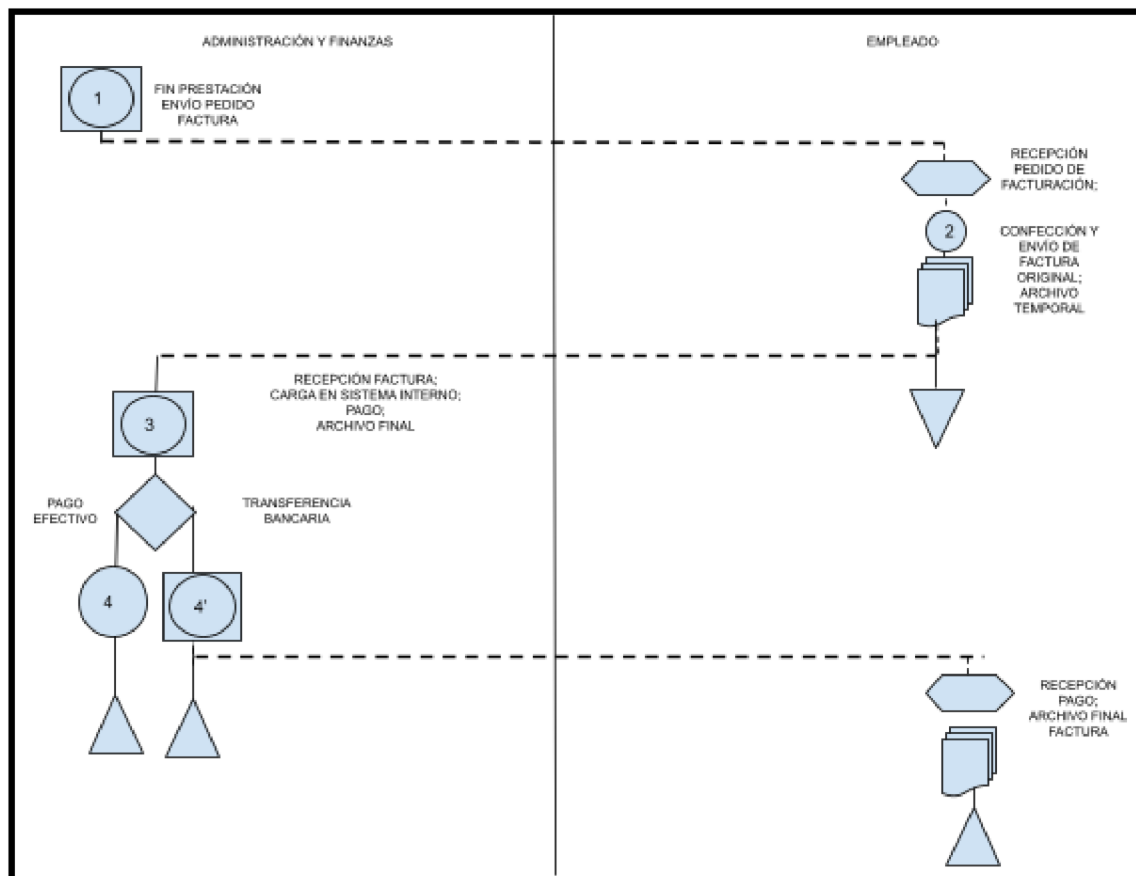 ADMINISTRACIÓN Y FINANZAS
EMPLEADO
1
FIN PRESTACIÓN
ENVÍO PEDIDO
FACTURA
RECEPCIÓN
PEDIDO DE
FACTURACIÓN;
2
CONFECCIÓN Y
ENVÍO DE
FACTURA
ORIGINAL;
ARCHIVO
TEMPORAL
RECEPCIÓN FACTURA;
CARGA EN SISTEMA INTERNO;
PAGO;
ARCHIVO FINAL
3
PAGO
EFECTIVO
TRANSFERENCIA
BANCARIA
4
4'
RECEPCIÓN
PAGO;
ARCHIVO FINAL
FACTURA